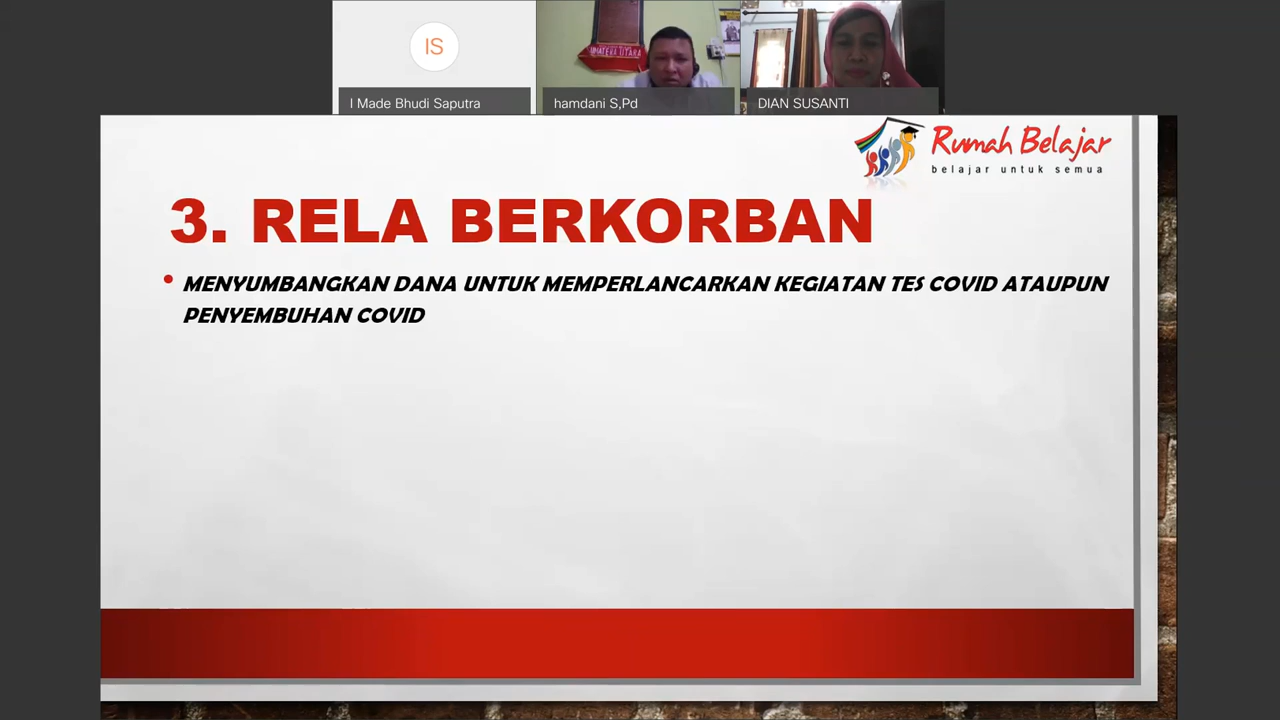 IS
I Made Bhudi Saputra
hamdani S,Pd
DIAN SUSANTI
Rumah Belajar
belajar untuk semua
3. RELA BERKORBAN
• MENYUMBANGKAN DANA UNTUK MEMPERLANCARKAN KEGIATAN TES COVID ATAUPUN
PENYEMBUHAN COVID